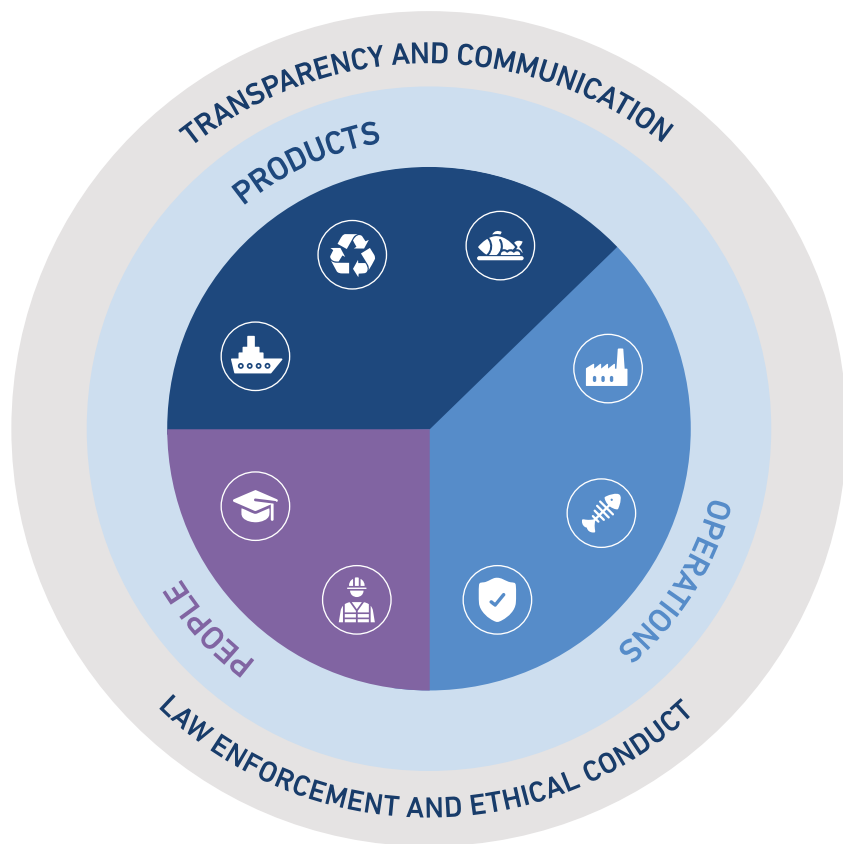 TRANSPARENCY AND COMMUNICATION
PRODUCTS
OPERATIONS
PEOPLE
LAW ENFORCEMENT AND ETHICAL CONDUCT